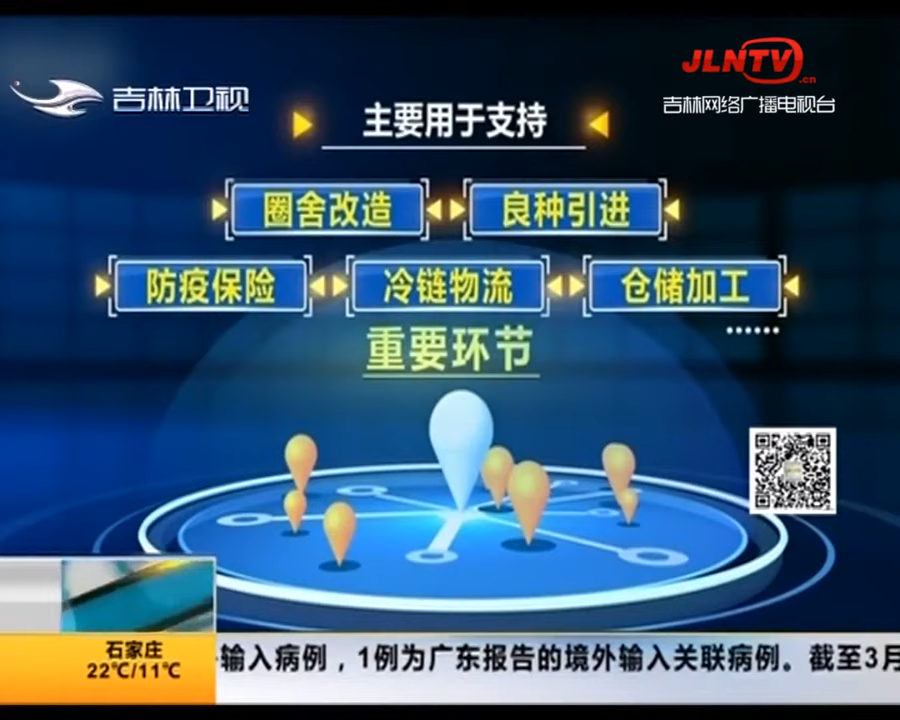 吉林卫视
JLNTV.cn
吉林网络广播电视台
主要用于支持
圈舍改造
良种引进
防疫保险
冷链物流
仓储加工
······
重要环节
石家庄
22℃/11℃
输入病例，1例为广东报告的境外输入关联病例。截至3月